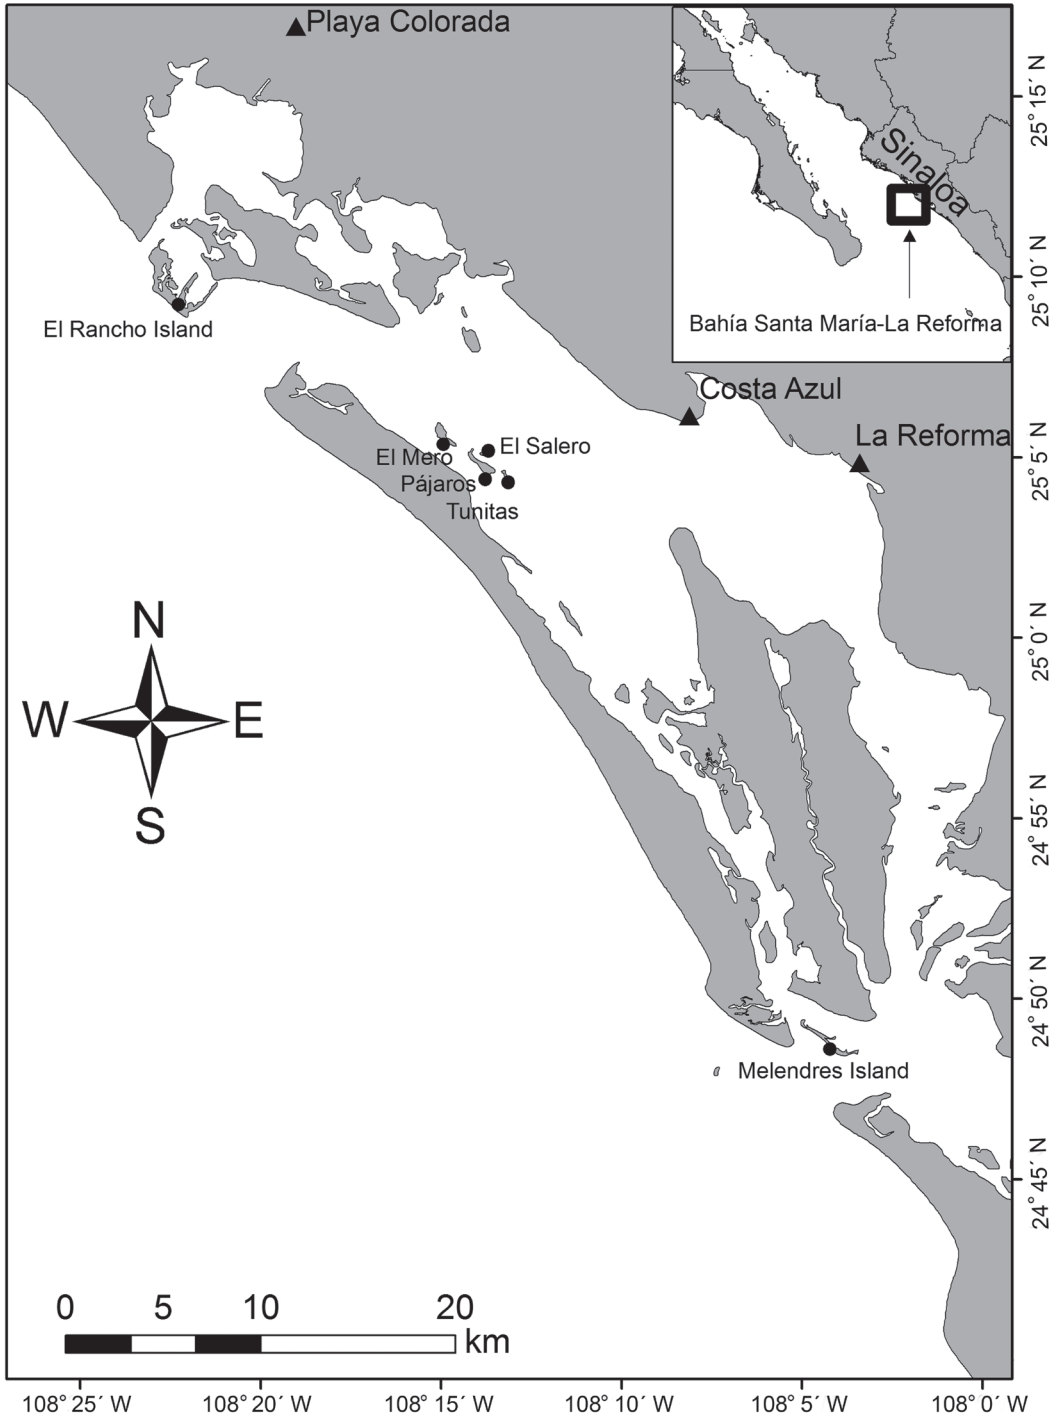 Playa Colorada
Sinaloa
Bahía Santa María-La Reforma
El Rancho Island
Costa Azul
La Reforma
El Mero
El Salero
Pájaros
Tunitas
N
W
E
S
Melendres Island
0 5 10 20
km
25° 15´ N
25° 10´ N
25° 5´ N
25° 0´ N
24° 55´ N
24° 50´ N
24° 45´ N
108° 25´ W 108° 20´ W 108° 15´ W 108° 10´ W 108° 5´ W 108° 0´ W